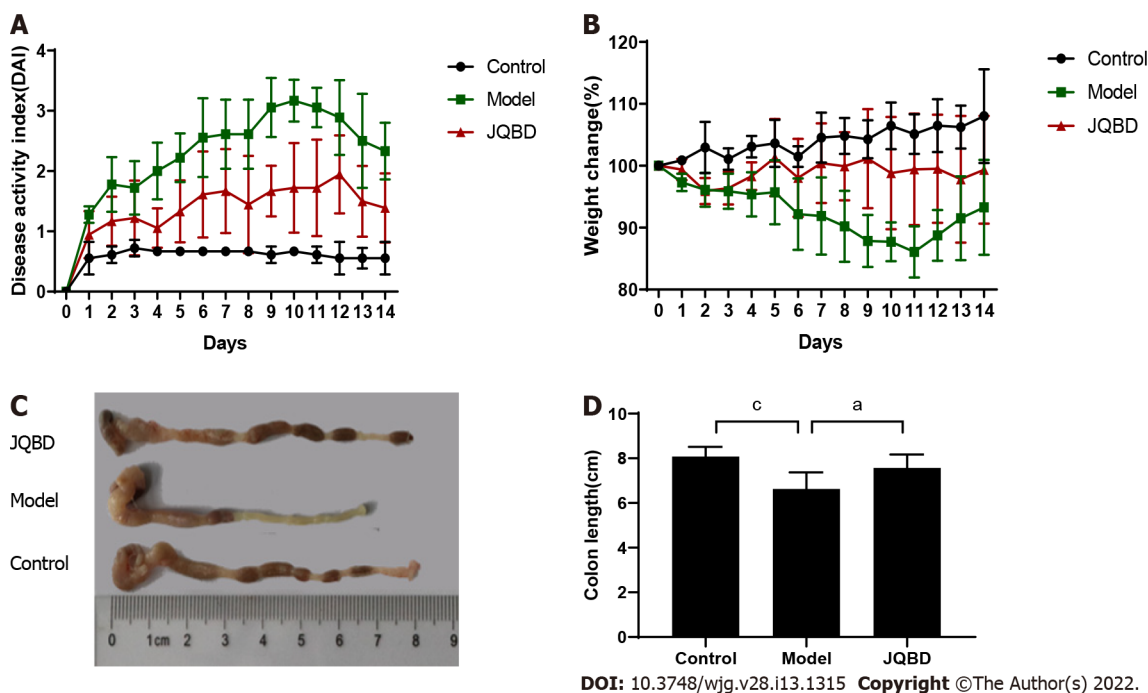 A
Disease activity index(DAI)
4
3
2
1
0
0 1 2 3 4 5 6 7 8 9 10 11 12 13 14
Days
Control
Model
JQBD
B
Weight change(%)
120
110
100
90
80
0 1 2 3 4 5 6 7 8 9 10 11 12 13 14
Days
Control
Model
JQBD
C
JQBD
Model
Control
0 1cm 2 3 4 5 6 7 8 9
D
Colon length(cm)
10
8
6
4
2
0
c a
Control Model JQBD
DOI: 10.3748/wjg.v28.i13.1315 Copyright ©The Author(s) 2022.